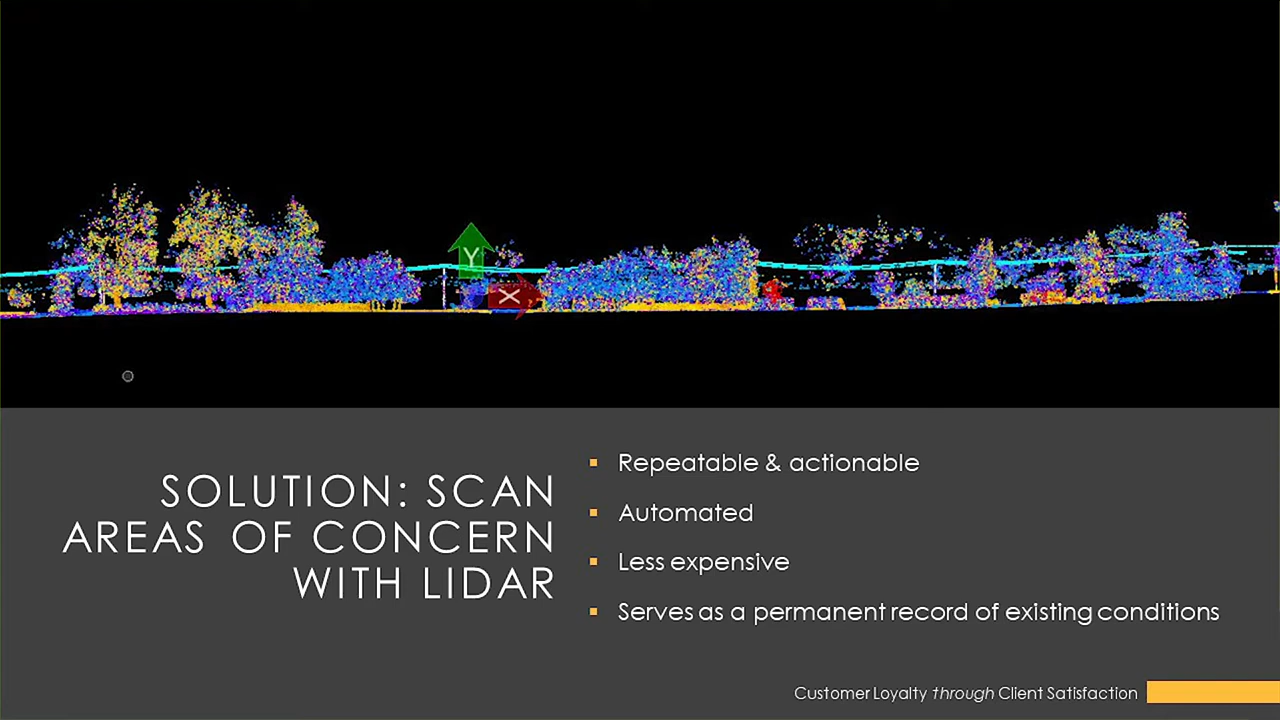 Y
X
SOLUTION: SCAN
AREAS OF CONCERN
WITH LIDAR
▪ Repeatable & actionable
▪ Automated
▪ Less expensive
▪ Serves as a permanent record of existing conditions
Customer Loyalty through Client Satisfaction